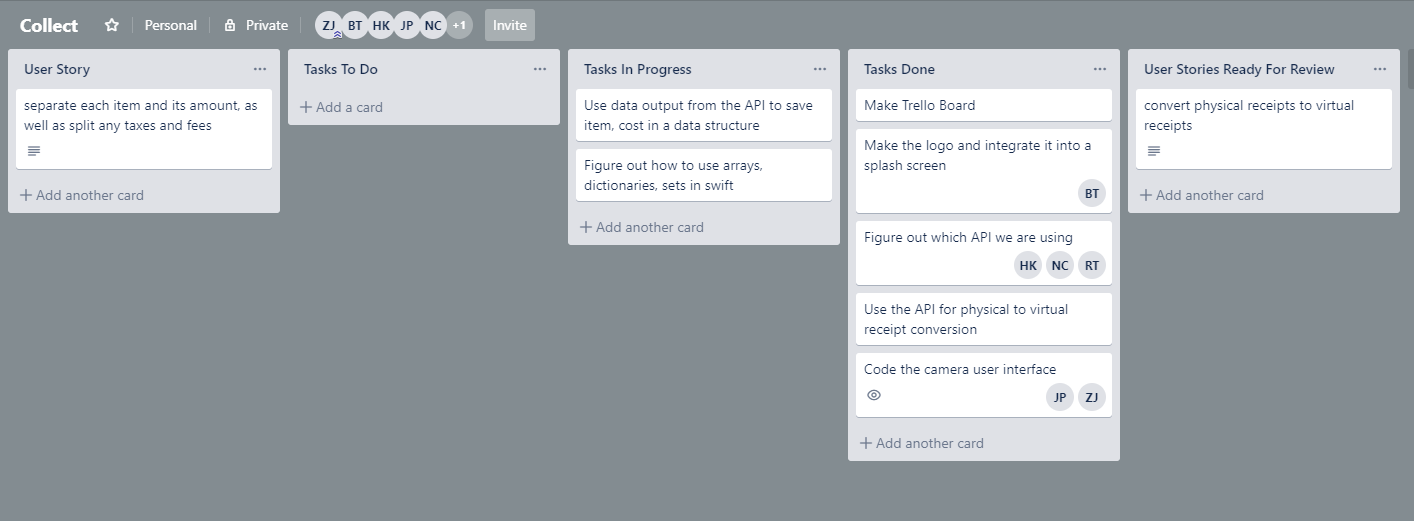 Collect
Personal
Private
ZJ BT HK JP NC +1
Invite
User Story
separate each item and its amount, as
well as split any taxes and fees
Add another card
Tasks To Do
Add a card
Tasks In Progress
Use data output from the API to save
item, cost in a data structure
Figure out how to use arrays,
dictionaries, sets in swift
Add another card
Tasks Done
Make Trello Board
Make the logo and integrate it into a
splash screen
BT
Figure out which API we are using
HK NC RT
Use the API for physical to virtual
receipt conversion
Code the camera user interface
JP ZJ
Add another card
User Stories Ready For Review
convert physical receipts to virtual
receipts
Add another card